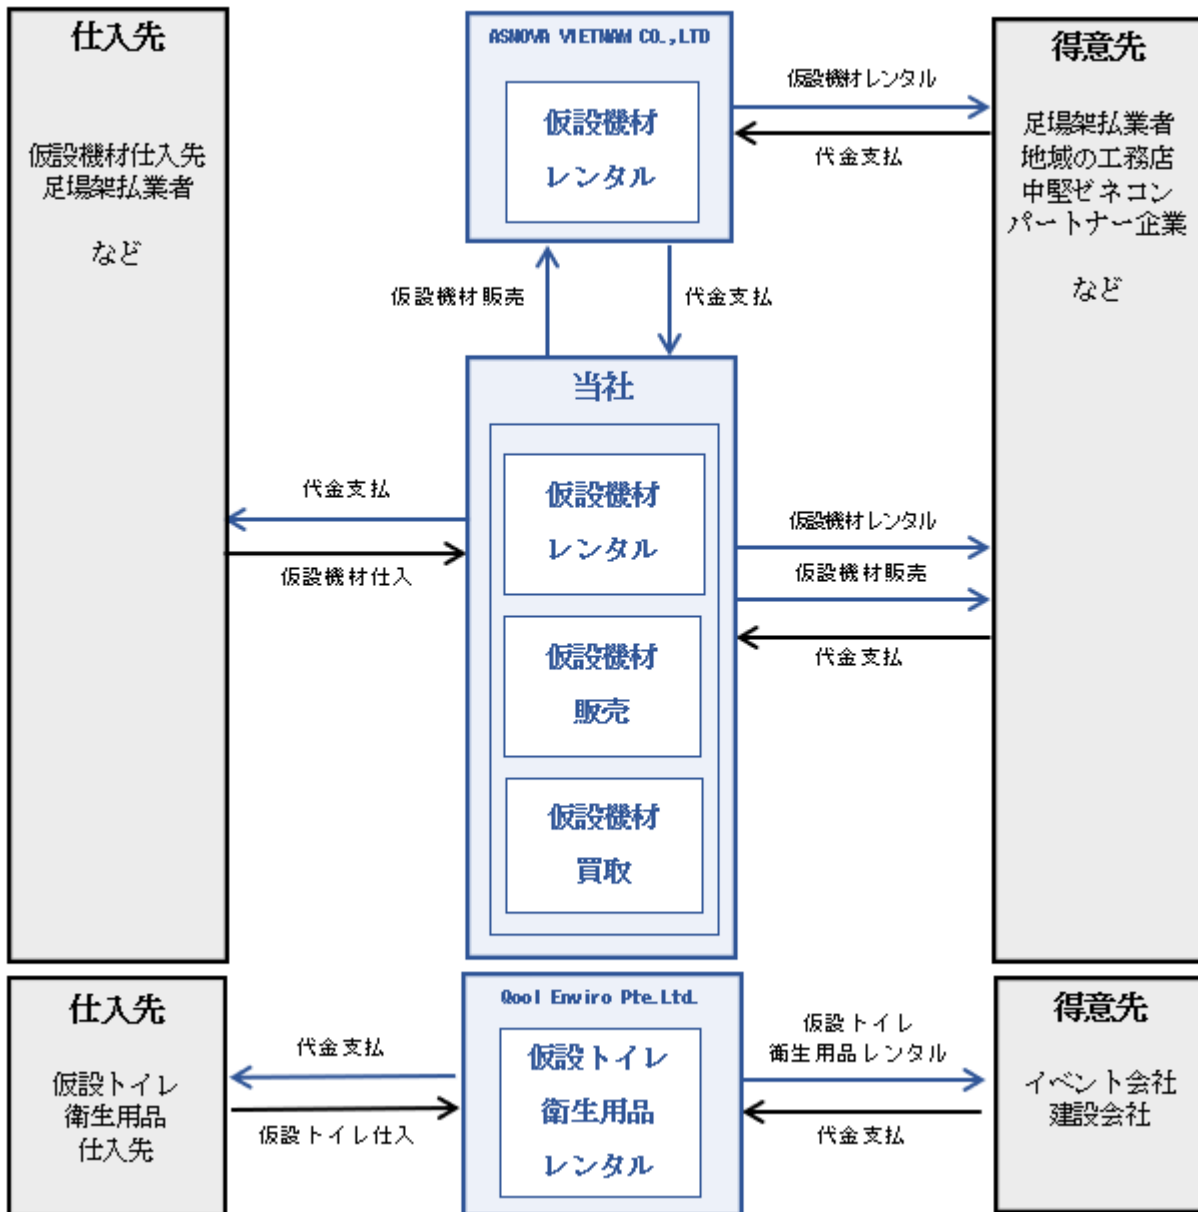 仕入先
仮設機材仕入先
足場架払業者
など
ASNOVA VIETNAM CO.,LTD
仮設機材
レンタル
仮設機材レンタル
代金支払
得意先
足場架払業者
地域の工務店
中堅ゼネコン
パートナー企業
など
仮設機材販売
代金支払
当社
仮設機材
レンタル
仮設機材
販売
仮設機材
買取
代金支払
仮設機材仕入
仮設機材レンタル
仮設機材販売
代金支払
仕入先
仮設トイレ
衛生用品
仕入先
代金支払
仮設トイレ仕入
Qool Enviro Pte.Ltd.
仮設トイレ
衛生用品
レンタル
仮設トイレ
衛生用品レンタル
代金支払
得意先
イベント会社
建設会社